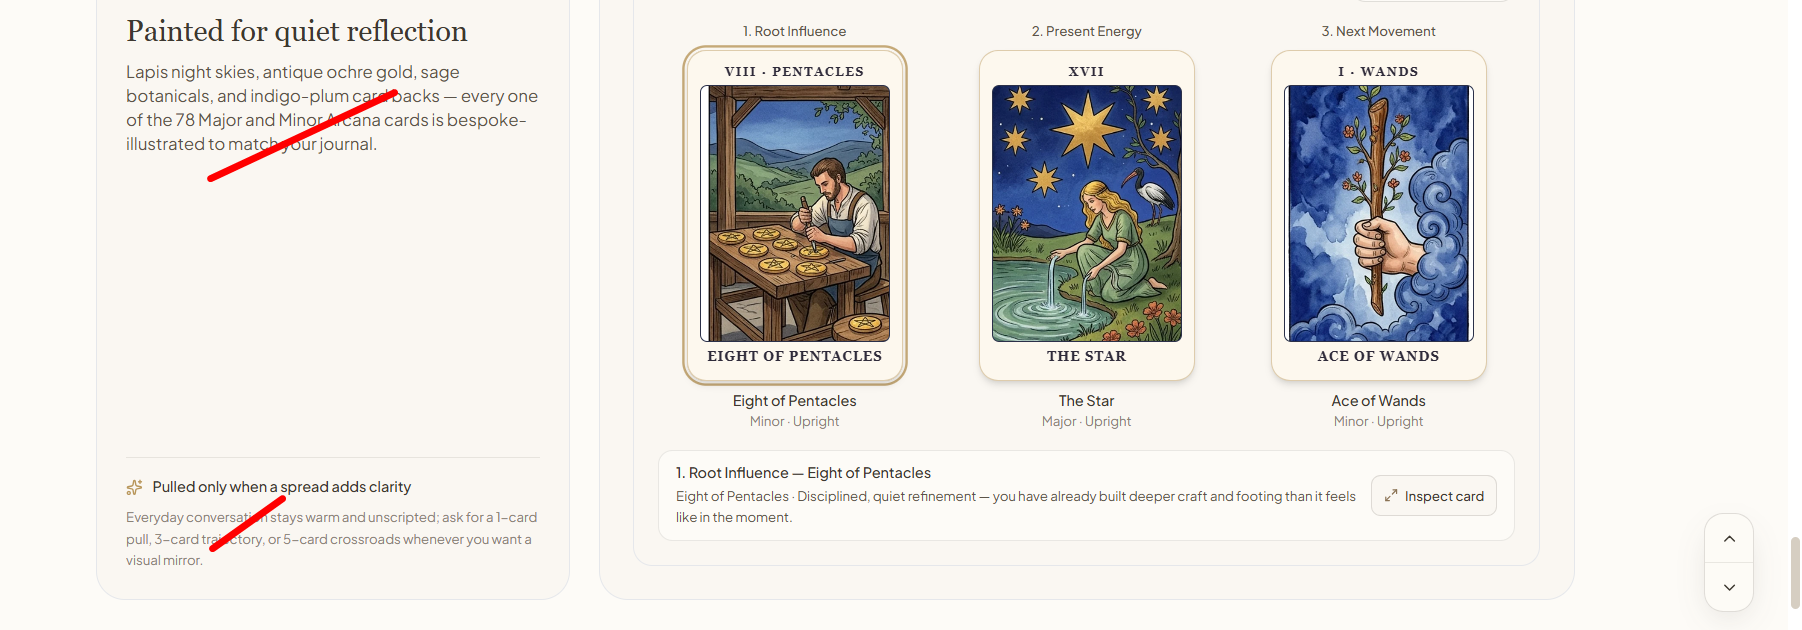 Painted for quiet reflection
Lapis night skies, antique ochre gold, sage
botanicals, and indigo-plum card backs — every one
of the 78 Major and Minor Arcana cards is bespoke-
illustrated to match your journal.
Pulled only when a spread adds clarity
Everyday conversation stays warm and unscripted; ask for a 1-card
pull, 3-card trajectory, or 5-card crossroads whenever you want a
visual mirror.
1. Root Influence
VIII · PENTACLES
EIGHT OF PENTACLES
Eight of Pentacles
Minor · Upright
2. Present Energy
XVII
THE STAR
The Star
Major · Upright
3. Next Movement
I · WANDS
ACE OF WANDS
Ace of Wands
Minor · Upright
1. Root Influence — Eight of Pentacles
Eight of Pentacles · Disciplined, quiet refinement — you have already built deeper craft and footing than it feels
like in the moment.
Inspect card